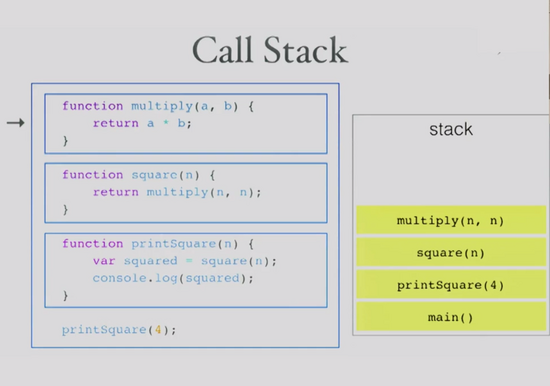 Call Stack
function multiply(a, b) {
return a * b;
}
function square(n) {
return multiply(n, n);
}
function printSquare(n) {
var squared = square(n);
console.log(squared);
}
printSquare(4);
stack
multiply(n, n)
square(n)
printSquare(4)
main()